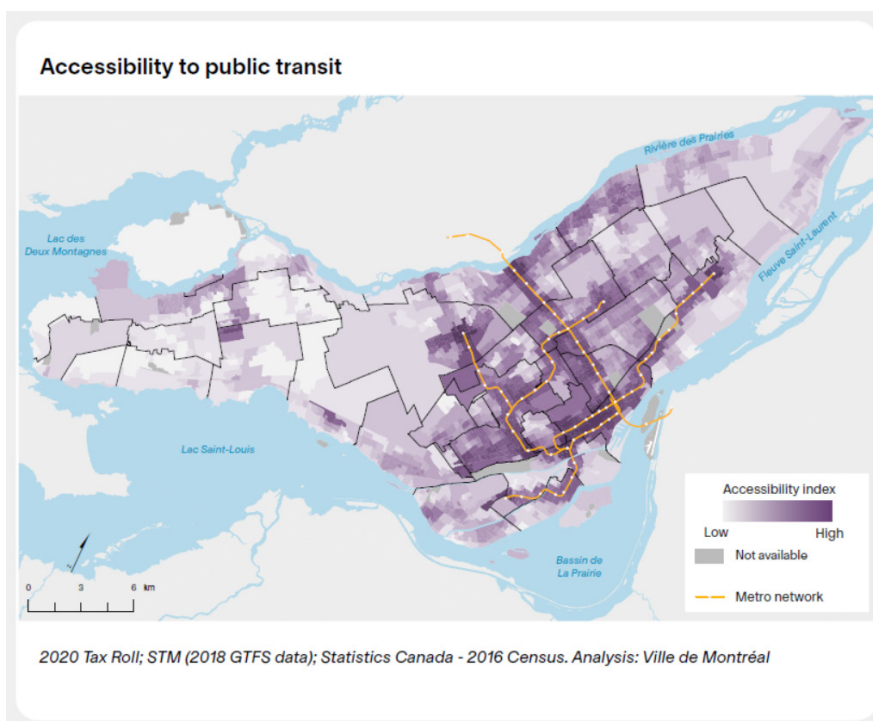 Accessibility to public transit
Rivière des Prairies
Lac des
Deux Montagnes
Fleuve Saint-Laurent
Lac Saint-Louis
Accessibility index
Low High
Not available
Bassin de
La Prairie
0 3 6 km
Metro network
2020 Tax Roll; STM (2018 GTFS data); Statistics Canada - 2016 Census. Analysis: Ville de Montréal